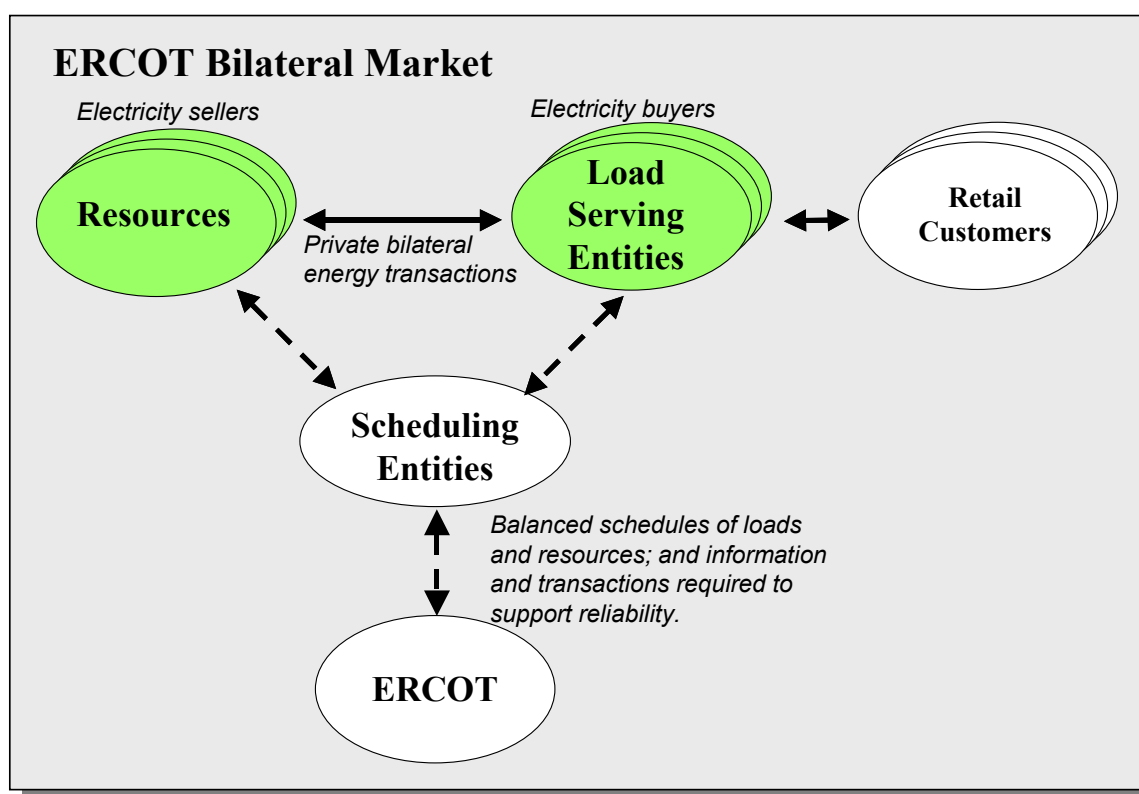 ERCOT Bilateral Market
Electricity sellers
Electricity buyers
Resources
Load
Serving
Entities
Retail
Customers
Private bilateral
energy transactions
Scheduling
Entities
Balanced schedules of loads
and resources; and information
and transactions required to
support reliability.
ERCOT